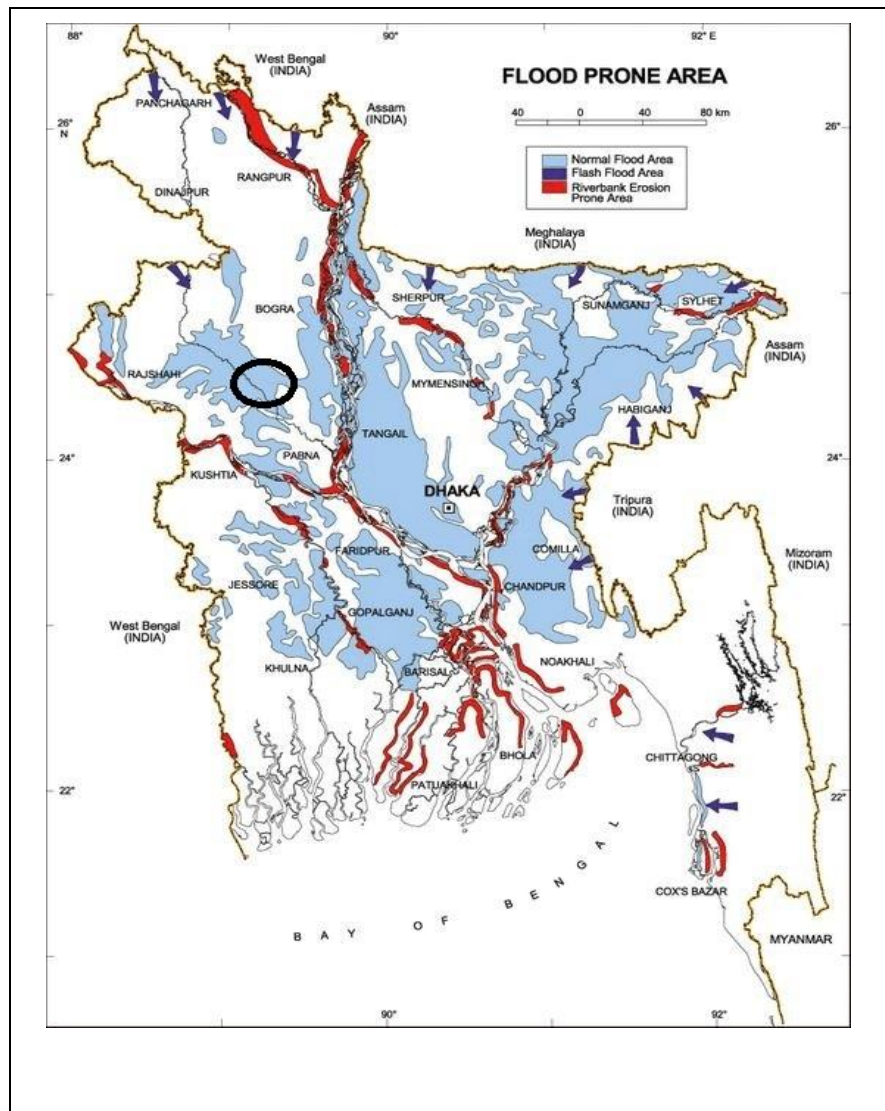 88°
90°
92° E
West Bengal
(INDIA)
FLOOD PRONE AREA
PANCHAGARH
Assam
(INDIA)
40 0 40 80 km
26°
N
26°
Normal Flood Area
Flash Flood Area
Riverbank Erosion
Prone Area
RANGPUR
DINAJPUR
Meghalaya
(INDIA)
SHERPUR
SUNAMGANJ
SYLHET
BOGRA
Assam
(INDIA)
RAJSHAHI
MYMENSINGH
HABIGANJ
TANGAIL
PABNA
24°
24°
KUSHTIA
DHAKA
Tripura
(INDIA)
FARIDPUR
COMILLA
Mizoram
(INDIA)
JESSORE
CHANDPUR
GOPALGANJ
West Bengal
(INDIA)
KHULNA
BARISAL
NOAKHALI
BHOLA
CHITTAGONG
PATUAKHALI
22°
22°
COX'S BAZAR
BAY OF BENGAL
MYANMAR
90°
92°